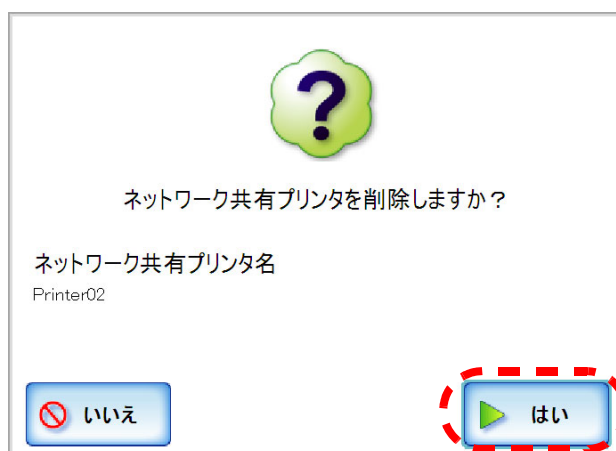 ネットワーク共有プリンタを削除しますか？
ネットワーク共有プリンタ名
Printer02
いいえ
はい